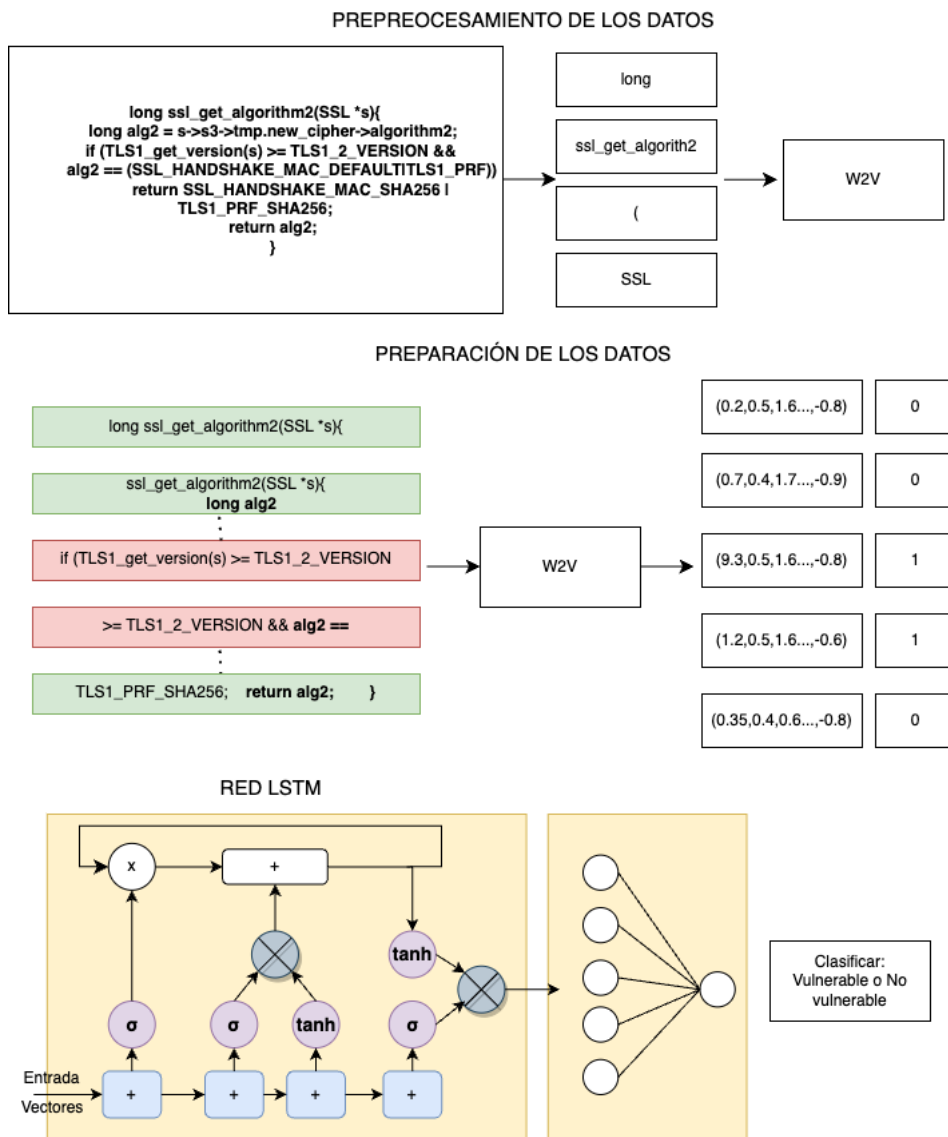 PREPREOCESAMIENTO DE LOS DATOS
long ssl_get_algorithm2(SSL *s){
long alg2 = s->s3->tmp.new_cipher->algorithm2;
if (TLS1_get_version(s) >= TLS1_2_VERSION &&
alg2 == (SSL_HANDSHAKE_MAC_DEFAULTITLS1_PRF))
return SSL_HANDSHAKE_MAC_SHA256 |
TLS1_PRF_SHA256;
return alg2;
}
long
ssl_get_algorith2
(
SSL
W2V
PREPARACIÓN DE LOS DATOS
long ssl_get_algorithm2(SSL *s){
ssl_get_algorithm2(SSL *s){
long alg2
if (TLS1_get_version(s) >= TLS1_2_VERSION
>= TLS1_2_VERSION && alg2 ==
TLS1_PRF_SHA256; return alg2; }
W2V
(0.2,0.5,1.6...,-0.8) 0
(0.7,0.4,1.7...,-0.9) 0
(9.3,0.5,1.6...,-0.8) 1
(1.2,0.5,1.6...,-0.6) 1
(0.35,0.4,0.6...,-0.8) 0
RED LSTM
x +
tanh
σ σ tanh σ
Entrada
Vectores
+ + + +
Clasificar:
Vulnerable o No
vulnerable